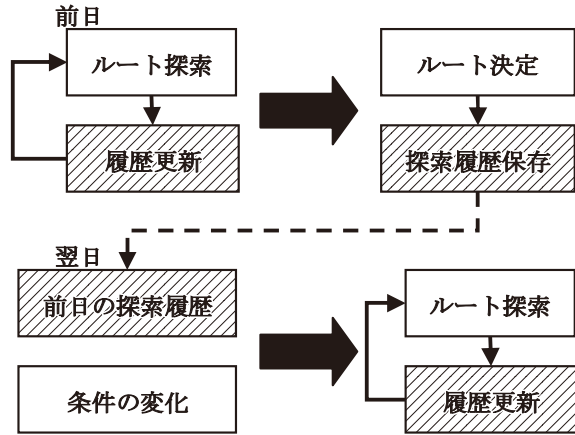 前日
ルート探索
履歴更新
ルート決定
探索履歴保存
翌日
前日の探索履歴
条件の変化
ルート探索
履歴更新